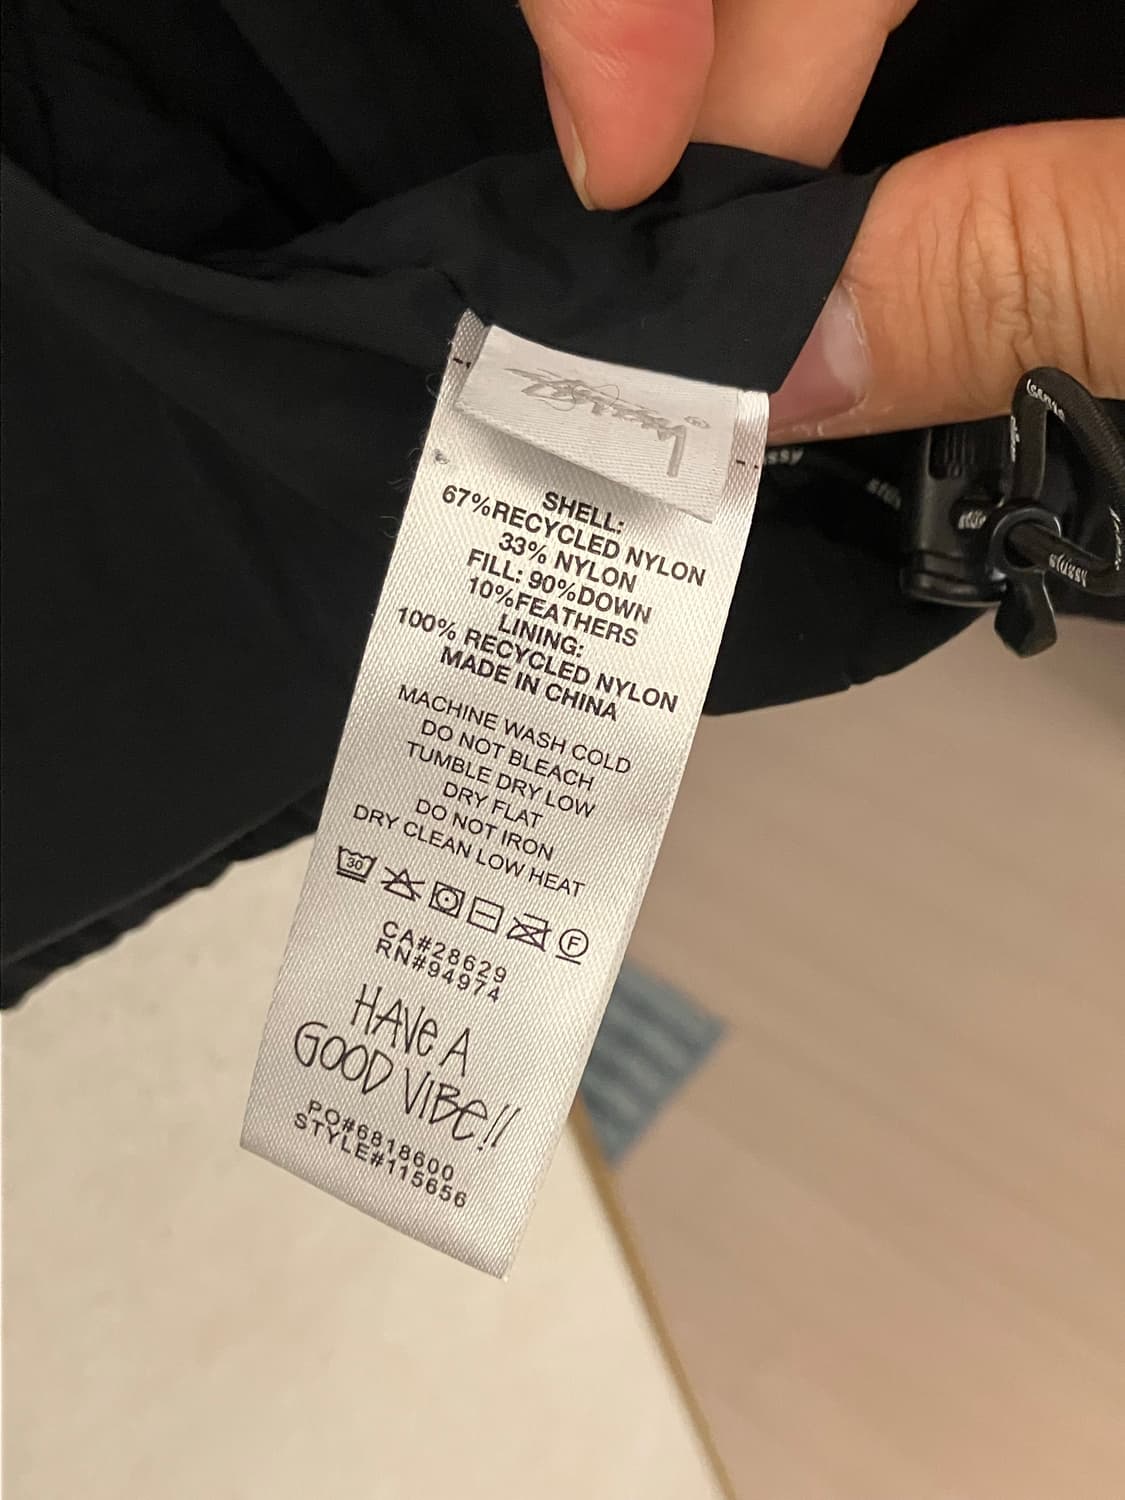 Stüssy®
SHELL:
67%RECYCLED NYLON
33% NYLON
FILL: 90%DOWN
10%FEATHERS
LINING:
100% RECYCLED NYLON
MADE IN CHINA
MACHINE WASH COLD
DO NOT BLEACH
TUMBLE DRY LOW
DRY FLAT
DO NOT IRON
DRY CLEAN LOW HEAT
30
F
CA#28629
RN#94974
HAVE A
GOOD VIBE!!
PO#6818600
STYLE#115656